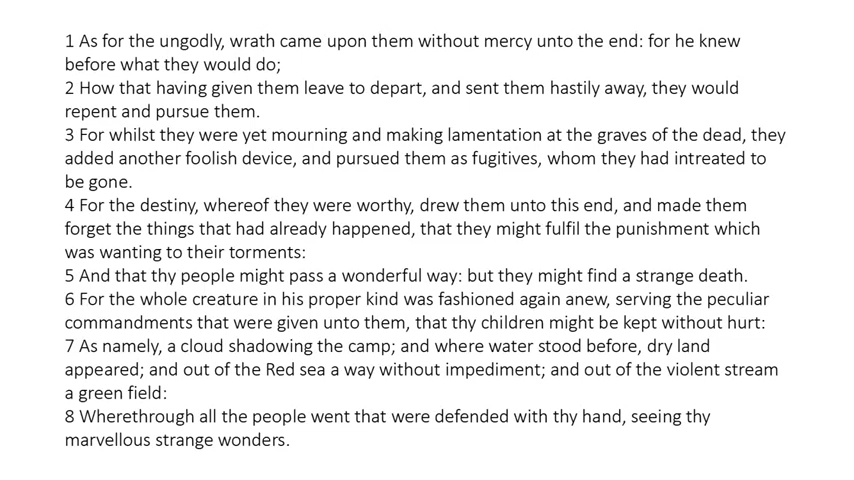 1 As for the ungodly, wrath came upon them without mercy unto the end: for he knew
before what they would do;
2 How that having given them leave to depart, and sent them hastily away, they would
repent and pursue them.
3 For whilst they were yet mourning and making lamentation at the graves of the dead, they
added another foolish device, and pursued them as fugitives, whom they had intreated to
be gone.
4 For the destiny, whereof they were worthy, drew them unto this end, and made them
forget the things that had already happened, that they might fulfil the punishment which
was wanting to their torments:
5 And that thy people might pass a wonderful way: but they might find a strange death.
6 For the whole creature in his proper kind was fashioned again anew, serving the peculiar
commandments that were given unto them, that thy children might be kept without hurt:
7 As namely, a cloud shadowing the camp; and where water stood before, dry land
appeared; and out of the Red sea a way without impediment; and out of the violent stream
a green field:
8 Wherethrough all the people went that were defended with thy hand, seeing thy
marvellous strange wonders.